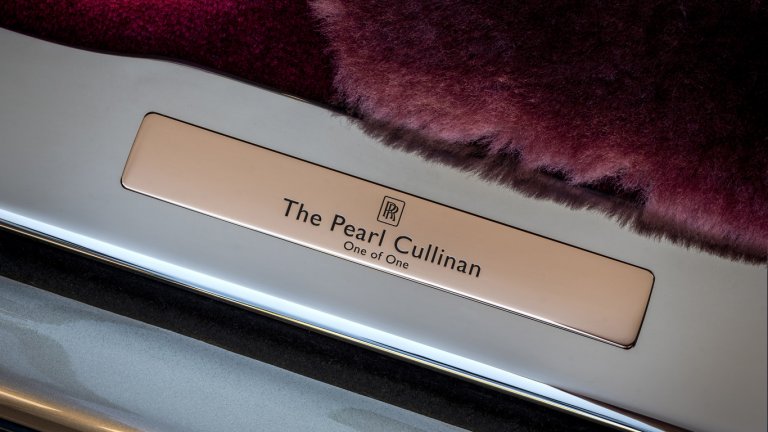 RR
The Pearl Cullinan
One of One